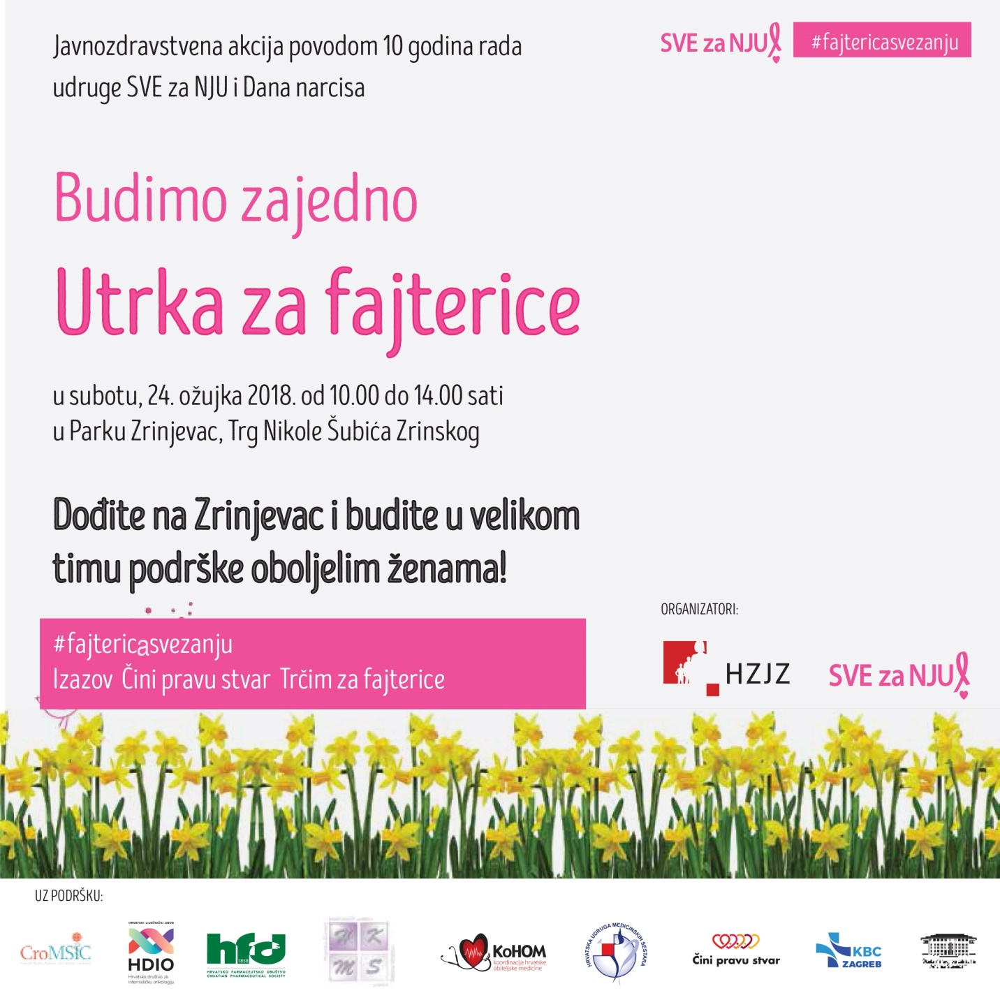 Javnozdravstvena akcija povodom 10 godina rada
udruge SVE za NJU i Dana narcisa
SVE za NJU
#fajtericasvezanju
Budimo zajedno
Utrka za fajterice
u subotu, 24. ožujka 2018. od 10.00 do 14.00 sati
u Parku Zrinjevac, Trg Nikole Šubića Zrinskog
Dođite na Zrinjevac i budite u velikom
timu podrške oboljelim ženama!
#fajtericasvezanju
Izazov Čini pravu stvar Trčim za fajterice
ORGANIZATORI:
HZJZ
SVE za NJU
UZ PODRŠKU:
CroMSIC
HRVATSKI LIJEČNIČKI ZBOR
HDIO
Hrvatsko društvo za
internističku onkologiju
hfd
1858
HRVATSKO FARMACEUTSKO DRUŠTVO
CROATIAN PHARMACEUTICAL SOCIETY
H K
M S
KoHOM
koordinacija hrvatske
obiteljske medicine
HRVATSKA UDRUGA MEDICINSKIH SESTARA
Čini pravu stvar
KBC
ZAGREB